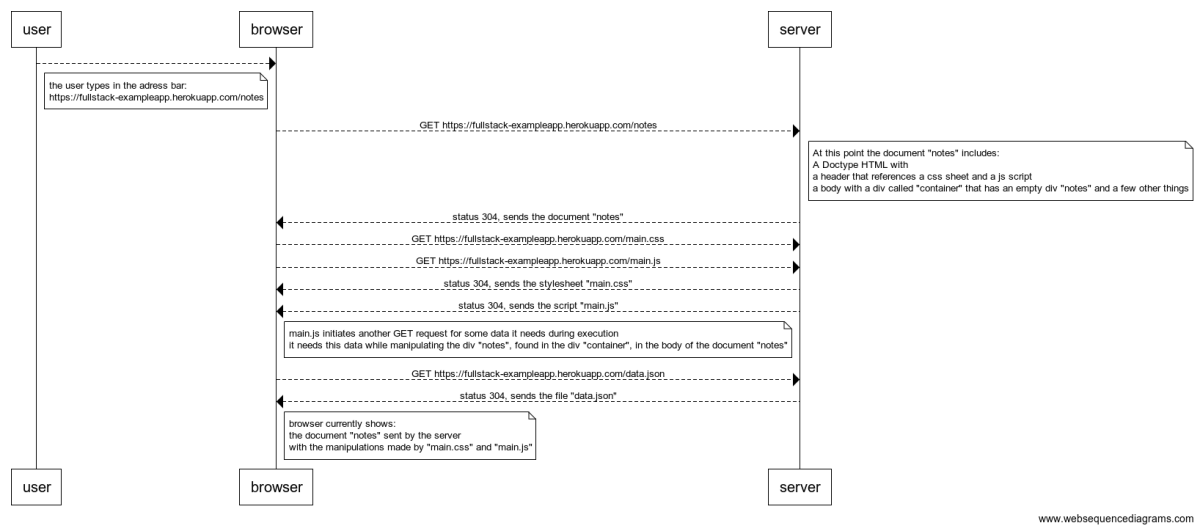 user
browser
server
the user types in the adress bar:
https://fullstack-exampleapp.herokuapp.com/notes
GET https://fullstack-exampleapp.herokuapp.com/notes
At this point the document "notes" includes:
A Doctype HTML with
a header that references a css sheet and a js script
a body with a div called "container" that has an empty div "notes" and a few other things
status 304, sends the document "notes"
GET https://fullstack-exampleapp.herokuapp.com/main.css
GET https://fullstack-exampleapp.herokuapp.com/main.js
status 304, sends the stylesheet "main.css"
status 304, sends the script "main.js"
main.js initiates another GET request for some data it needs during execution
it needs this data while manipulating the div "notes", found in the div "container", in the body of the document "notes"
GET https://fullstack-exampleapp.herokuapp.com/data.json
status 304, sends the file "data.json"
browser currently shows:
the document "notes" sent by the server
with the manipulations made by "main.css" and "main.js"
user
browser
server
www.websequencediagrams.com